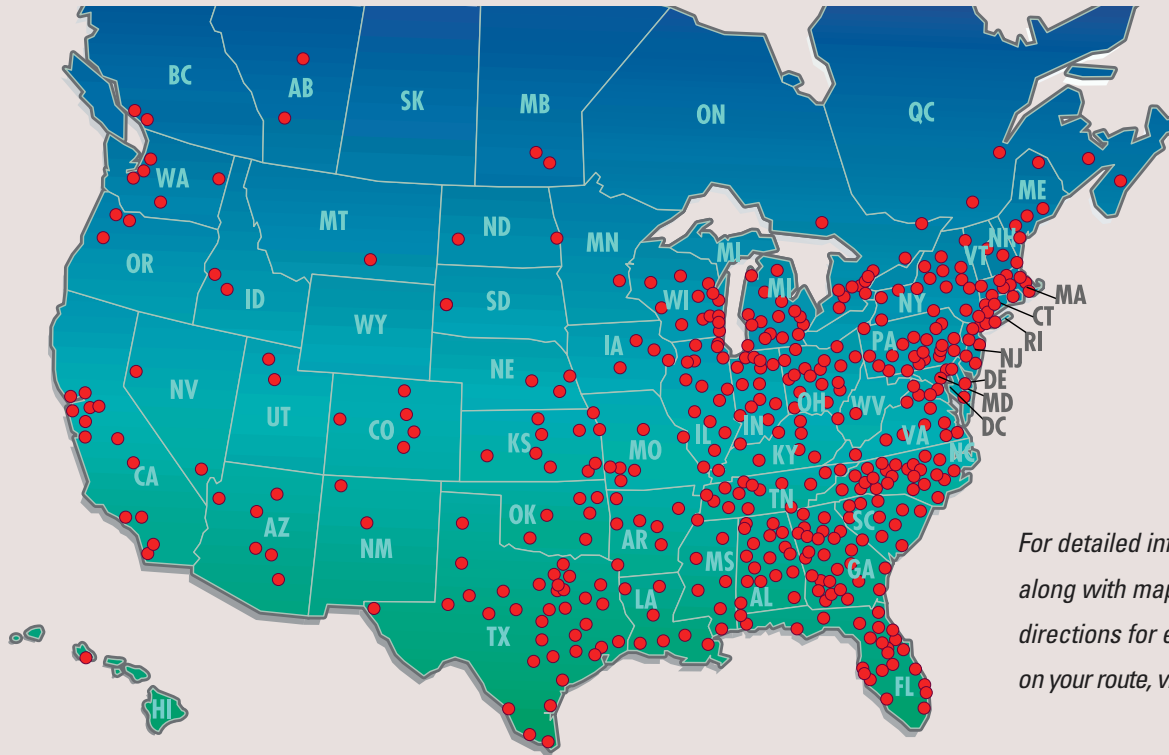 BC
AB
SK
MB
ON
QC
WA
MT
ND
MN
MI
ME
OR
ID
WY
SD
WI
MI
VT
NH
NY
MA
CT
RI
NV
UT
CO
NE
IA
PA
NJ
DE
MD
DC
CA
KS
MO
IL
IN
OH
WV
VA
KY
NC
AZ
NM
OK
AR
TN
SC
TX
LA
MS
AL
GA
FL
HI
For detailed inf
along with map
directions for e
on your route, v